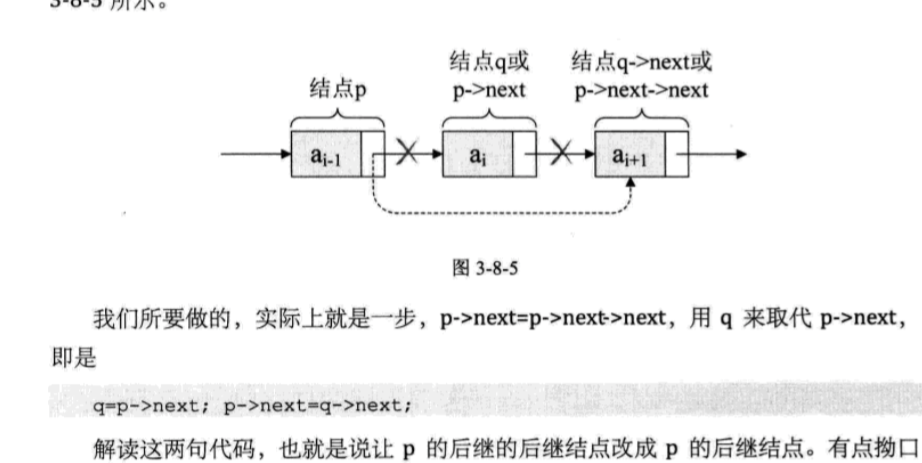 3-8-5 所示。
结点q或 结点q->next或
结点p p->next p->next->next
aᵢ₋₁ aᵢ aᵢ₊₁
图 3-8-5
我们所要做的，实际上就是一步，p->next=p->next->next，用 q 来取代 p->next，
即是
q=p->next; p->next=q->next;
解读这两句代码，也就是说让 p 的后继的后继结点改成 p 的后继结点。有点拗口